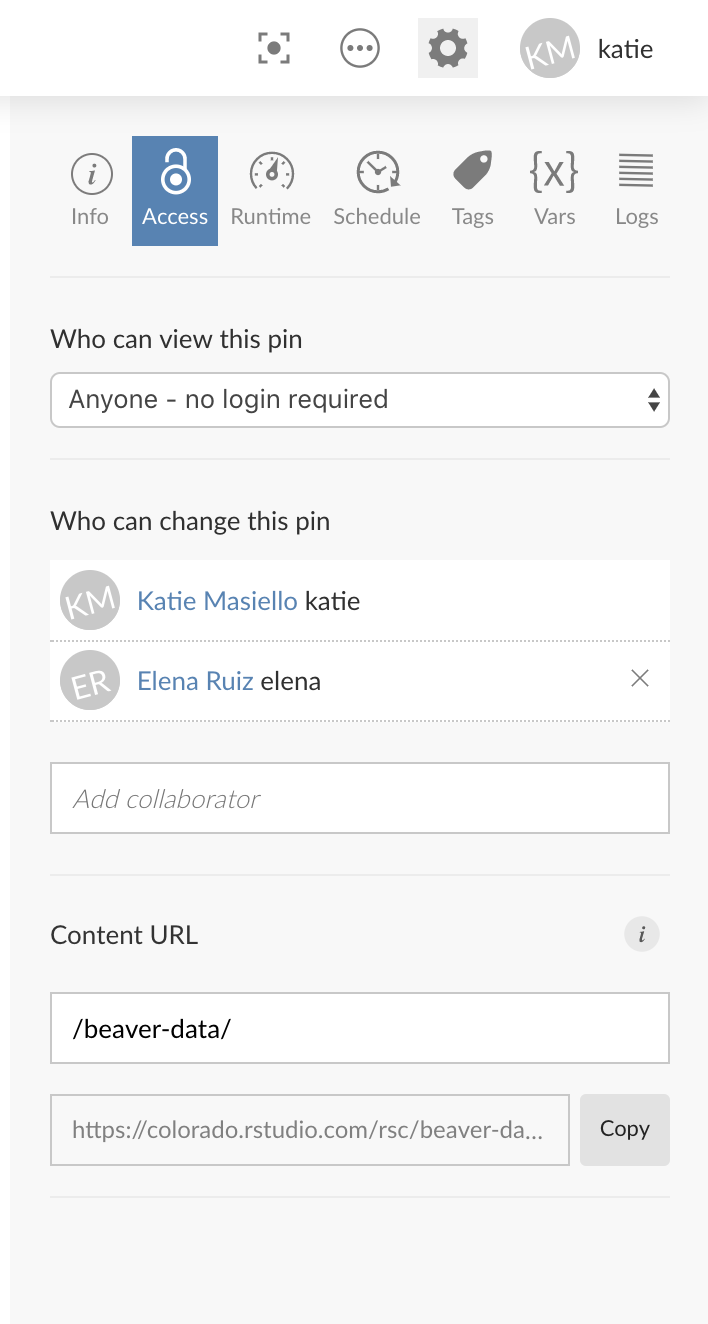 KM katie
i
Info Access Runtime Schedule Tags {x} Vars Logs
Who can view this pin
Anyone - no login required
Who can change this pin
KM Katie Masiello katie
ER Elena Ruiz elena
Add collaborator
Content URL i
/beaver-data/
https://colorado.rstudio.com/rsc/beaver-da... Copy